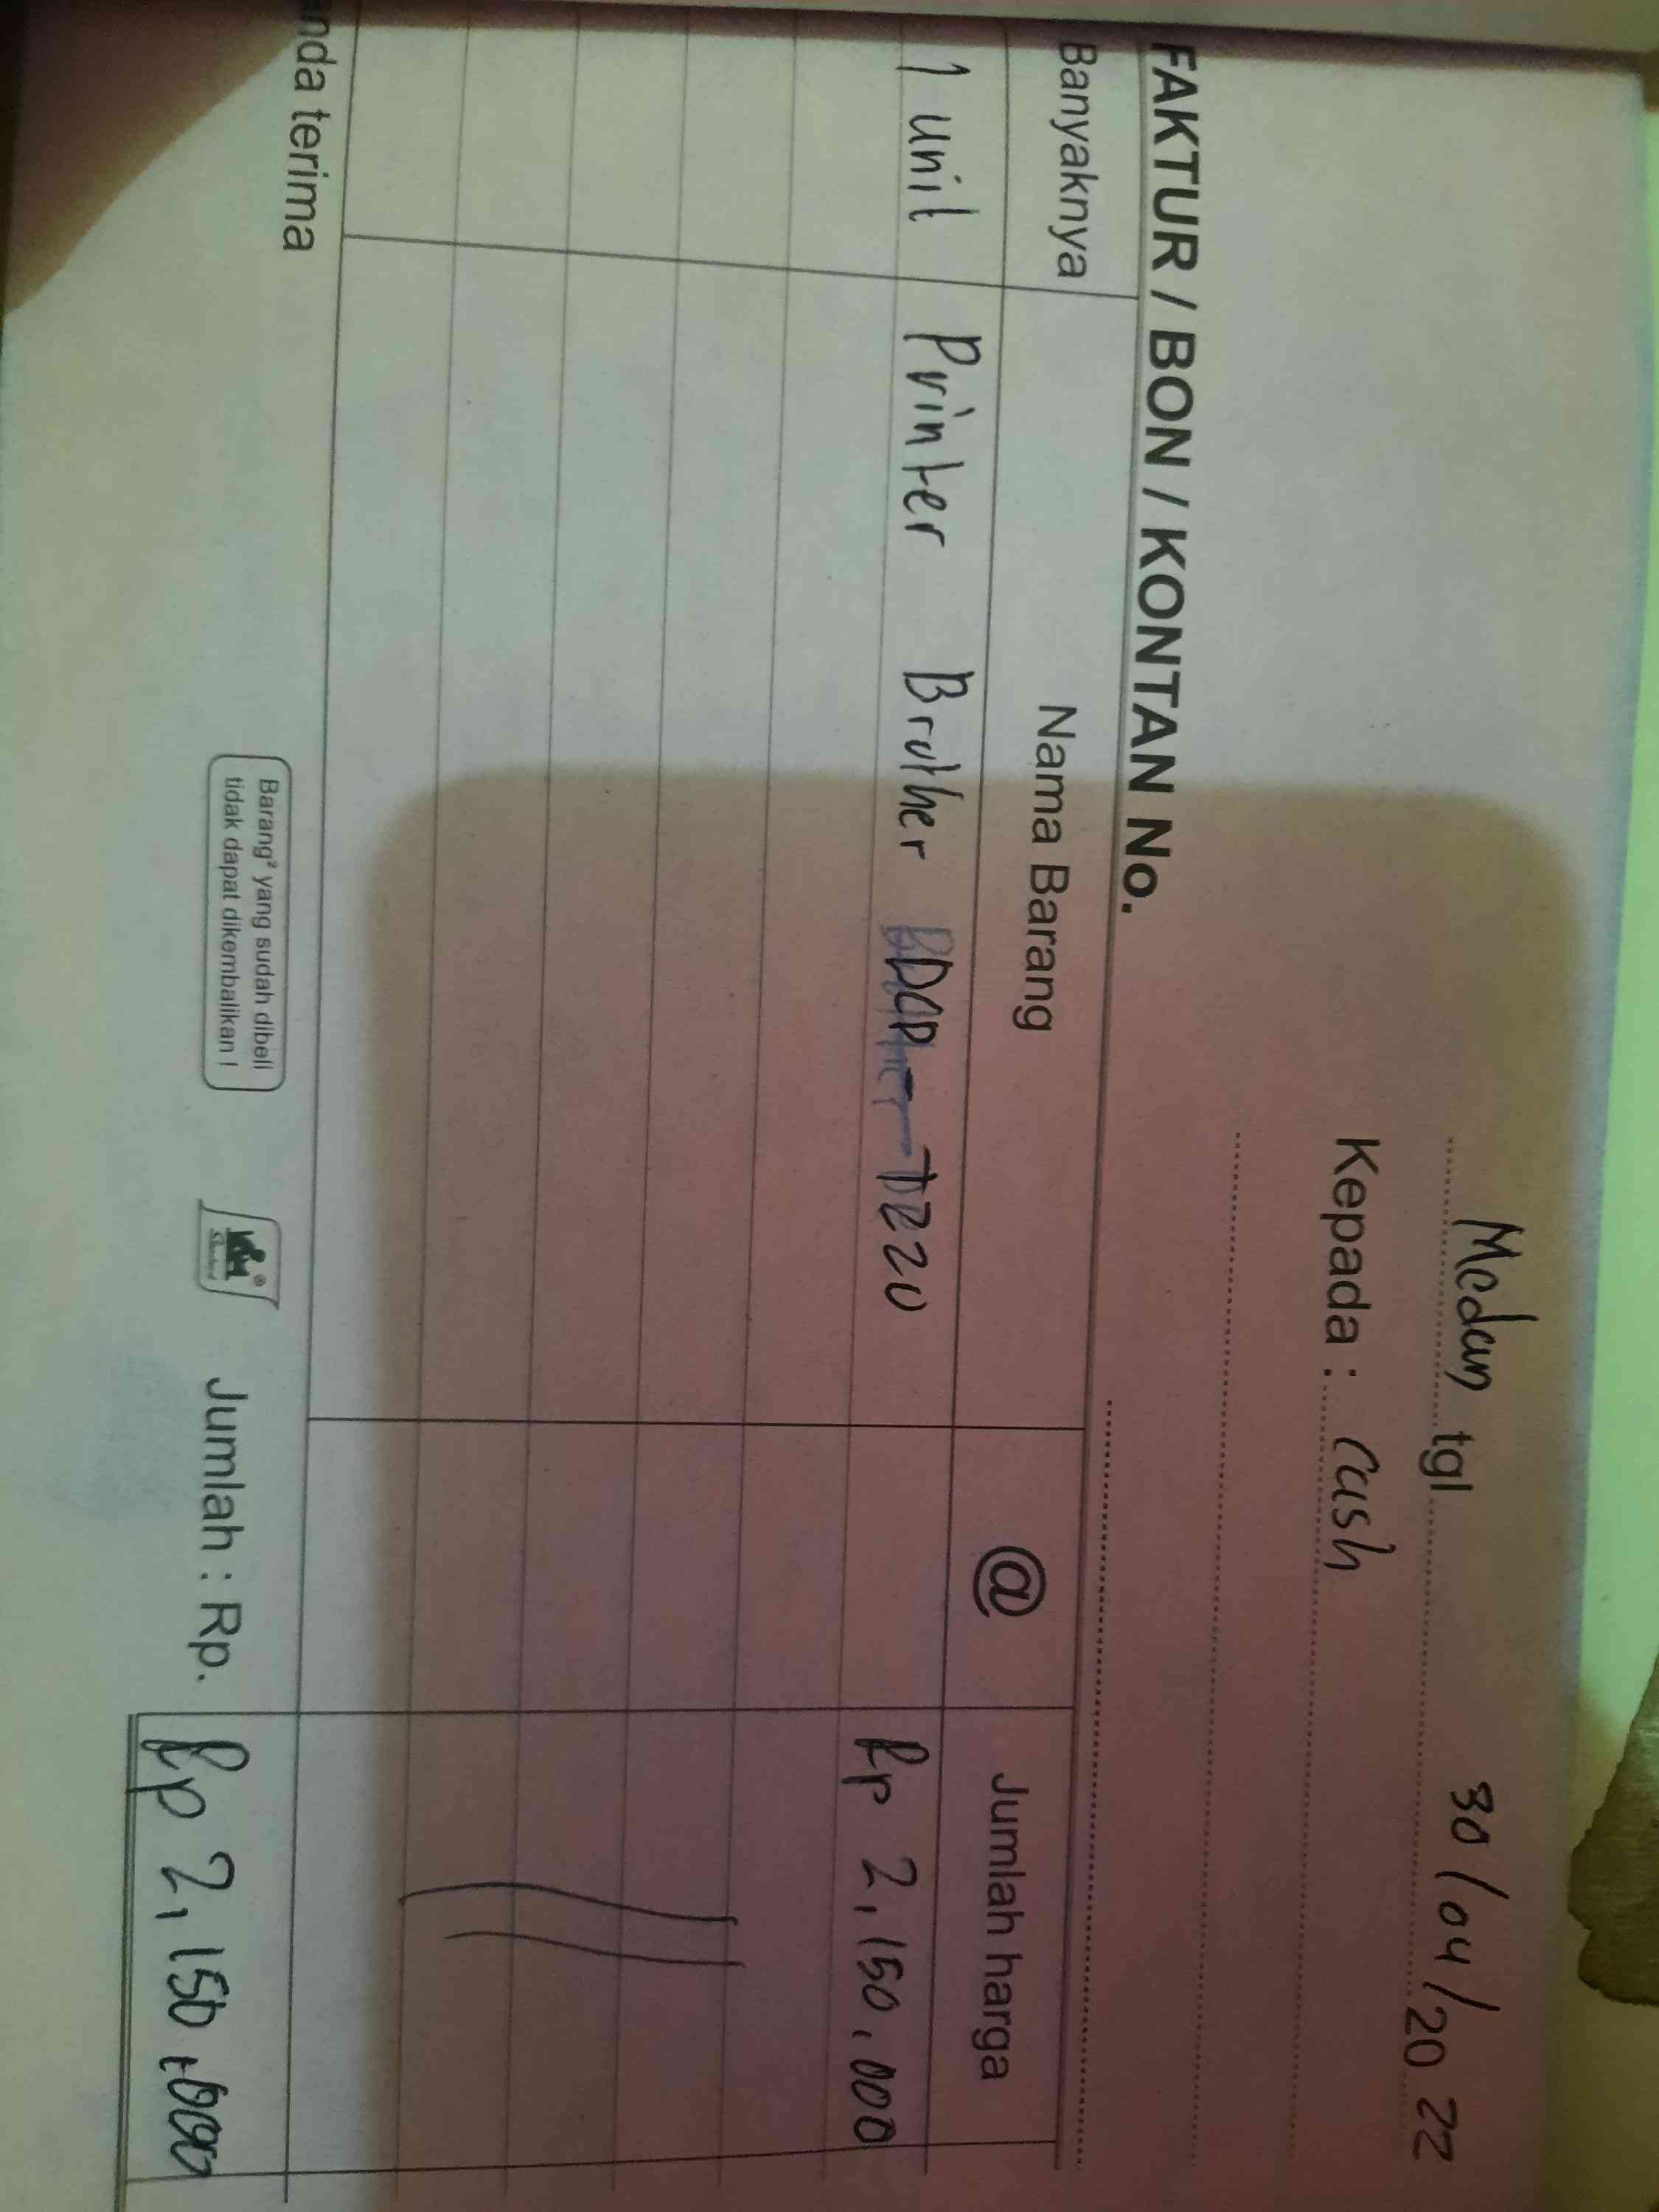 Medan tgl 30/04/2022
Kepada : Cash
FAKTUR / BON / KONTAN No.
Banyaknya Nama Barang @ Jumlah harga
1 unit Printer Brother DCP-T220 Rp 2,150.000
nda terima
Barang² yang sudah dibeli
tidak dapat dikembalikan !
Jumlah : Rp. Rp 2,150.000